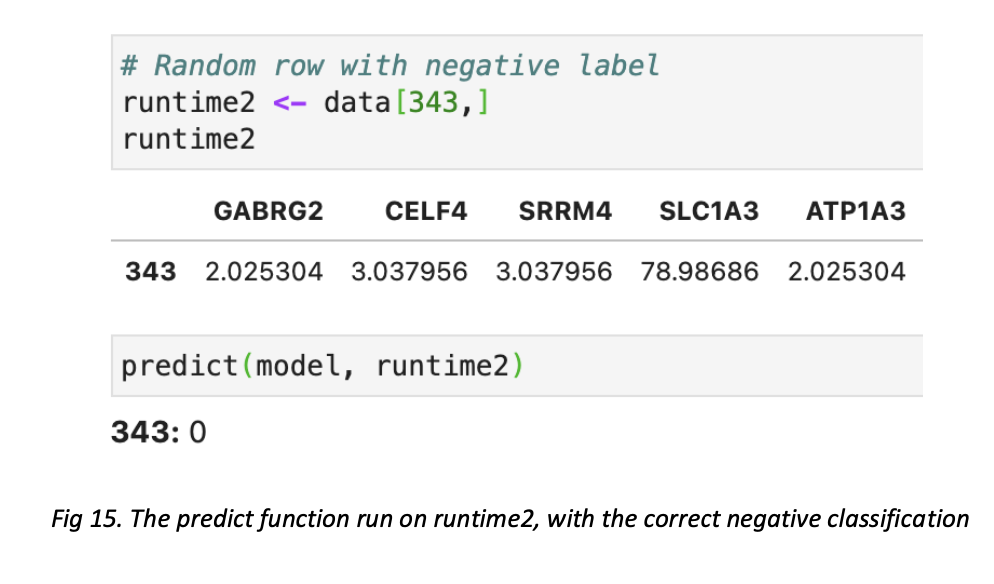 # Random row with negative label
runtime2 <- data[343,]
runtime2
GABRG2 CELF4 SRRM4 SLC1A3 ATP1A3
343 2.025304 3.037956 3.037956 78.98686 2.025304
predict(model, runtime2)
343: 0
Fig 15. The predict function run on runtime2, with the correct negative classification